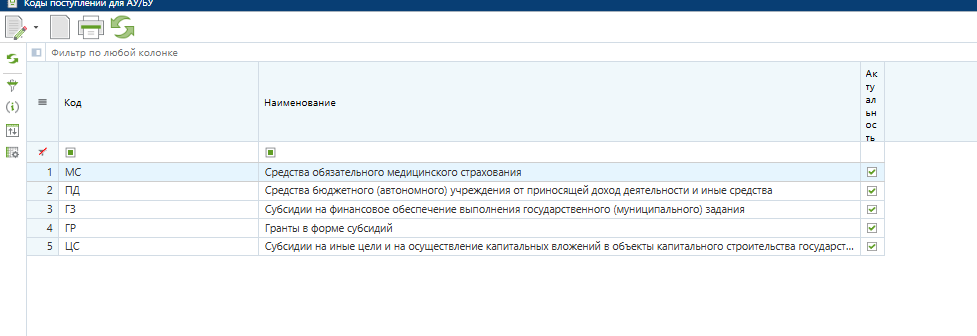 Коды поступлений для АУ/БУ
Фильтр по любой колонке
Код
Наименование
Ак
ту
ал
ьн
ос
ть
1 МС Средства обязательного медицинского страхования
2 ПД Средства бюджетного (автономного) учреждения от приносящей доход деятельности и иные средства
3 ГЗ Субсидии на финансовое обеспечение выполнения государственного (муниципального) задания
4 ГР Гранты в форме субсидий
5 ЦС Субсидии на иные цели и на осуществление капитальных вложений в объекты капитального строительства государст...